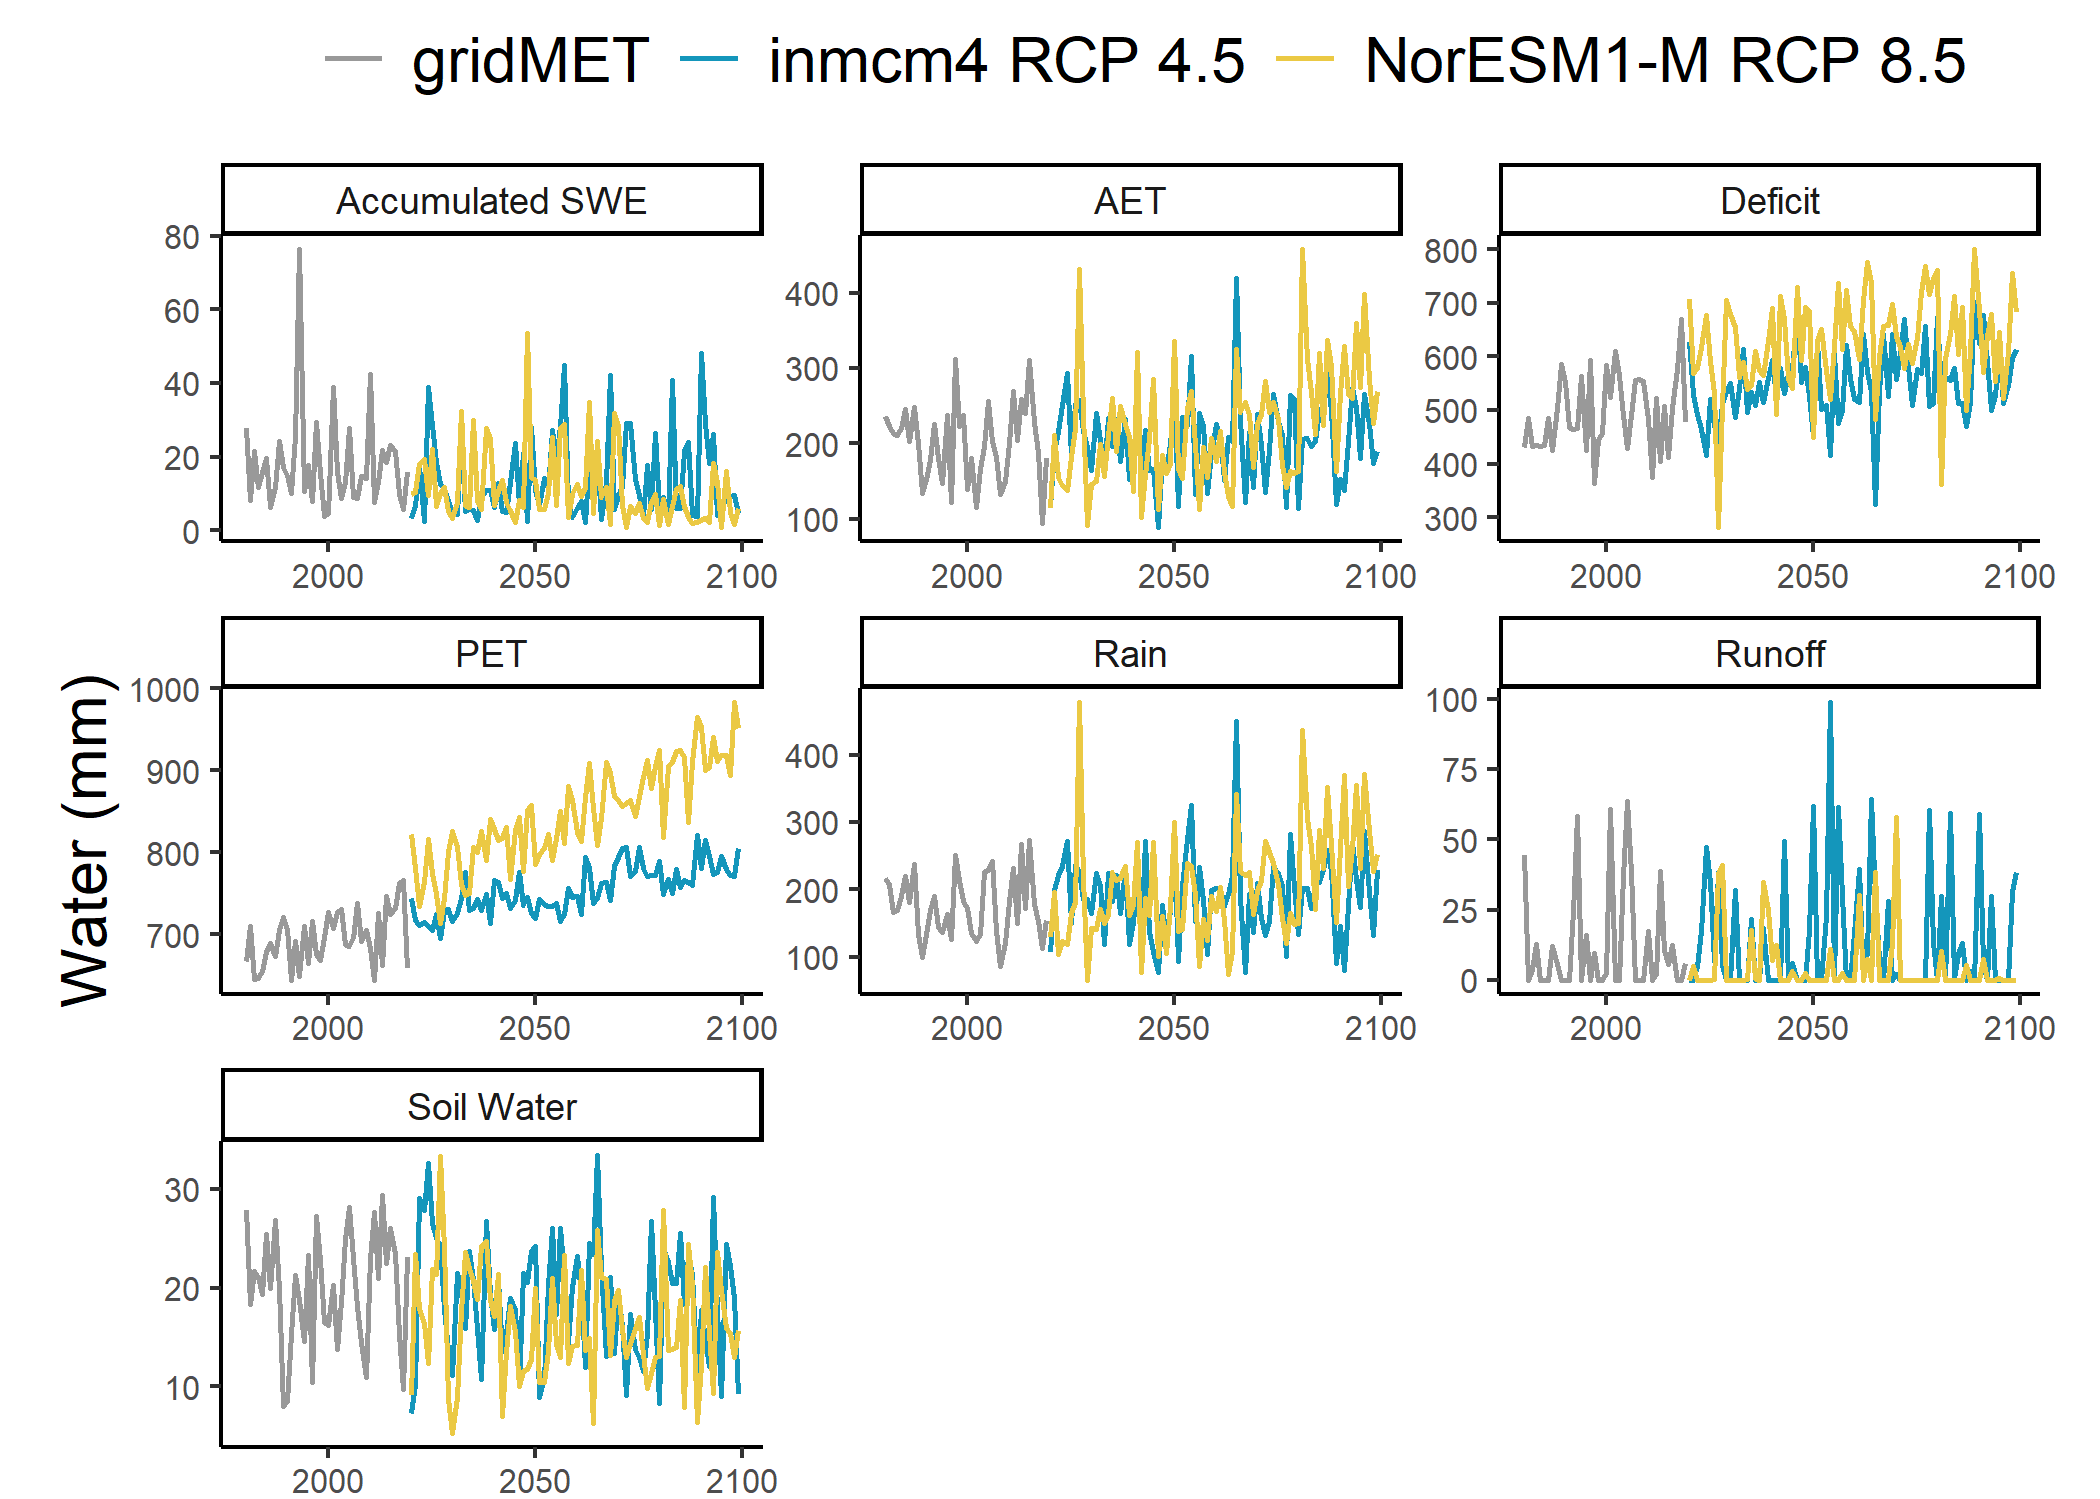 gridMET inmcm4 RCP 4.5 NorESM1-M RCP 8.5
Accumulated SWE
80
60
40
20
0
2000 2050 2100
AET
400
300
200
100
2000 2050 2100
Deficit
800
700
600
500
400
300
2000 2050 2100
Water (mm)
PET
1000
900
800
700
2000 2050 2100
Rain
400
300
200
100
2000 2050 2100
Runoff
100
75
50
25
0
2000 2050 2100
Soil Water
30
20
10
2000 2050 2100